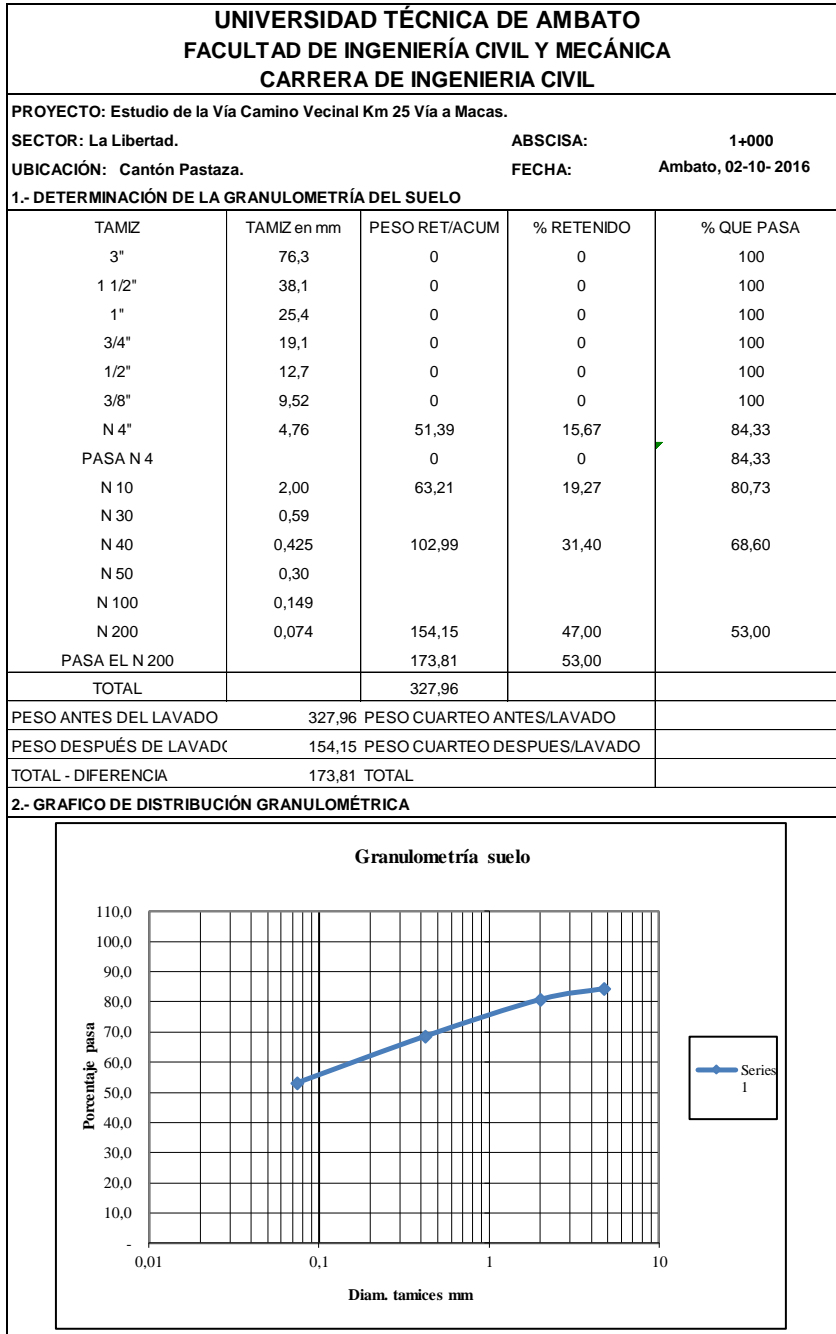 UNIVERSIDAD TÉCNICA DE AMBATO
FACULTAD DE INGENIERÍA CIVIL Y MECÁNICA
CARRERA DE INGENIERIA CIVIL
PROYECTO: Estudio de la Vía Camino Vecinal Km 25 Vía a Macas.
SECTOR: La Libertad. ABSCISA: 1+000
UBICACIÓN: Cantón Pastaza. FECHA: Ambato, 02-10- 2016
1.- DETERMINACIÓN DE LA GRANULOMETRÍA DEL SUELO
TAMIZ TAMIZ en mm PESO RET/ACUM % RETENIDO % QUE PASA
3" 76,3 0 0 100
1 1/2" 38,1 0 0 100
1" 25,4 0 0 100
3/4" 19,1 0 0 100
1/2" 12,7 0 0 100
3/8" 9,52 0 0 100
N 4" 4,76 51,39 15,67 84,33
PASA N 4 0 0 84,33
N 10 2,00 63,21 19,27 80,73
N 30 0,59
N 40 0,425 102,99 31,40 68,60
N 50 0,30
N 100 0,149
N 200 0,074 154,15 47,00 53,00
PASA EL N 200 173,81 53,00
TOTAL 327,96
PESO ANTES DEL LAVADO 327,96 PESO CUARTEO ANTES/LAVADO
PESO DESPUÉS DE LAVADO 154,15 PESO CUARTEO DESPUES/LAVADO
TOTAL - DIFERENCIA 173,81 TOTAL
2.- GRAFICO DE DISTRIBUCIÓN GRANULOMÉTRICA
Granulometría suelo
Porcentaje pasa
110,0
100,0
90,0
80,0
70,0
60,0
50,0
40,0
30,0
20,0
10,0
-
0,01 0,1 1 10
Diam. tamices mm
Series
1